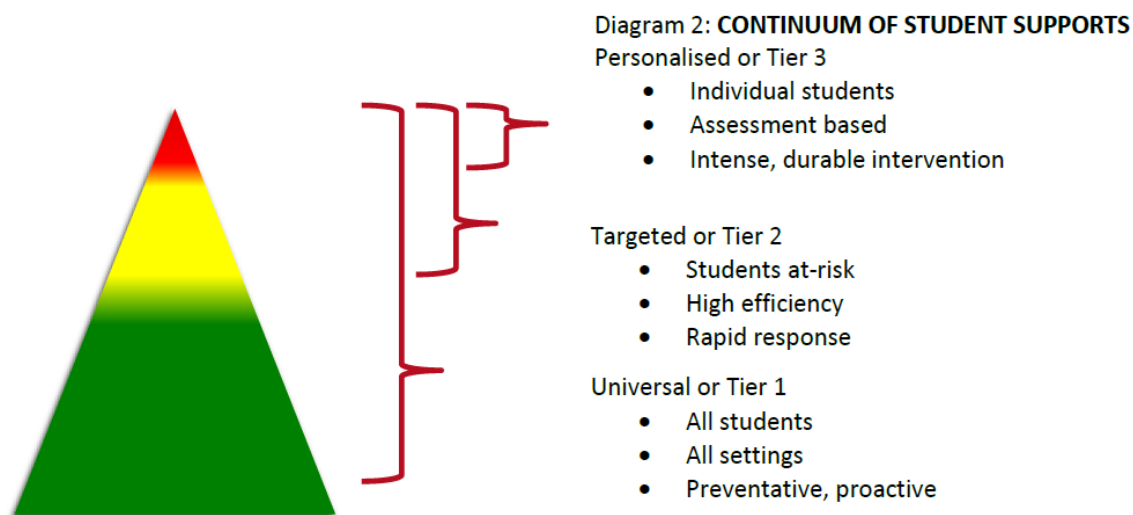 Diagram 2: CONTINUUM OF STUDENT SUPPORTS
Personalised or Tier 3
• Individual students
• Assessment based
• Intense, durable intervention
Targeted or Tier 2
• Students at-risk
• High efficiency
• Rapid response
Universal or Tier 1
• All students
• All settings
• Preventative, proactive